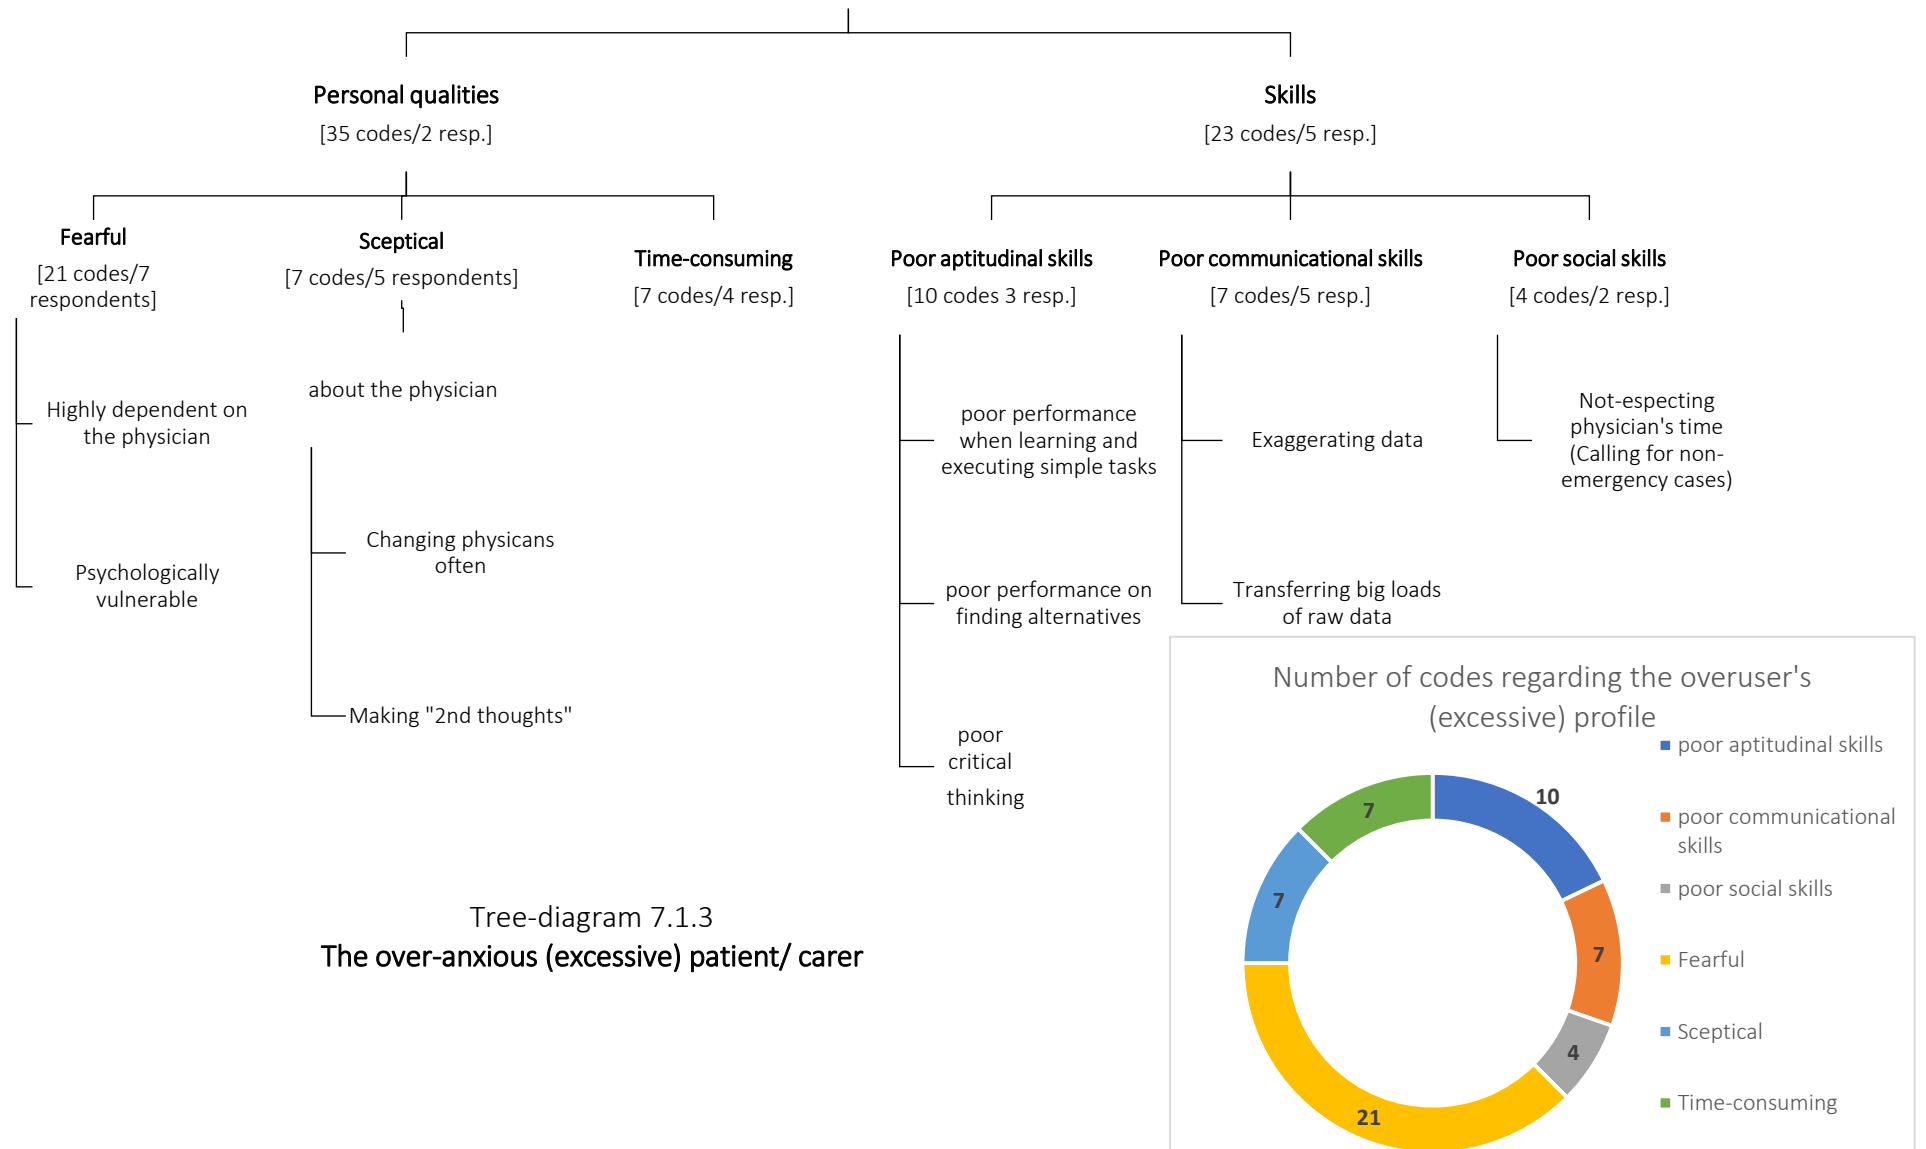 Personal qualities
[35 codes/2 resp.]
Skills
[23 codes/5 resp.]
Fearful
[21 codes/7
respondents]
Sceptical
[7 codes/5 respondents]
Time-consuming
[7 codes/4 resp.]
Poor aptitudinal skills
[10 codes 3 resp.]
Poor communicational skills
[7 codes/5 resp.]
Poor social skills
[4 codes/2 resp.]
Highly dependent on
the physician
Psychologically
vulnerable
about the physician
Changing physicans
often
Making "2nd thoughts"
poor performance
when learning and
executing simple tasks
poor performance on
finding alternatives
poor
critical
thinking
Exaggerating data
Transferring big loads
of raw data
Not-especting
physician's time
(Calling for non-
emergency cases)
Tree-diagram 7.1.3
The over-anxious (excessive) patient/ carer
Number of codes regarding the overuser's
(excessive) profile
10
7
4
21
7
7
poor aptitudinal skills
poor communicational
skills
poor social skills
Fearful
Sceptical
Time-consuming